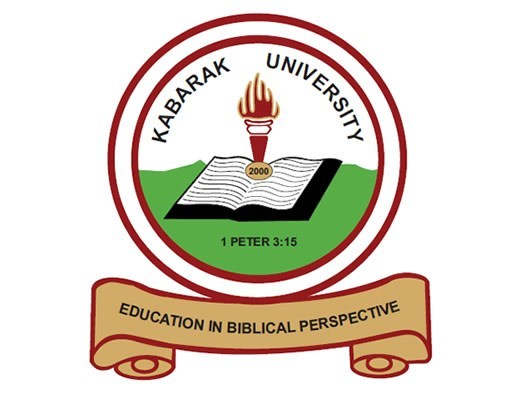 KABARAK UNIVERSITY
2000
1 PETER 3:15
EDUCATION IN BIBLICAL PERSPECTIVE